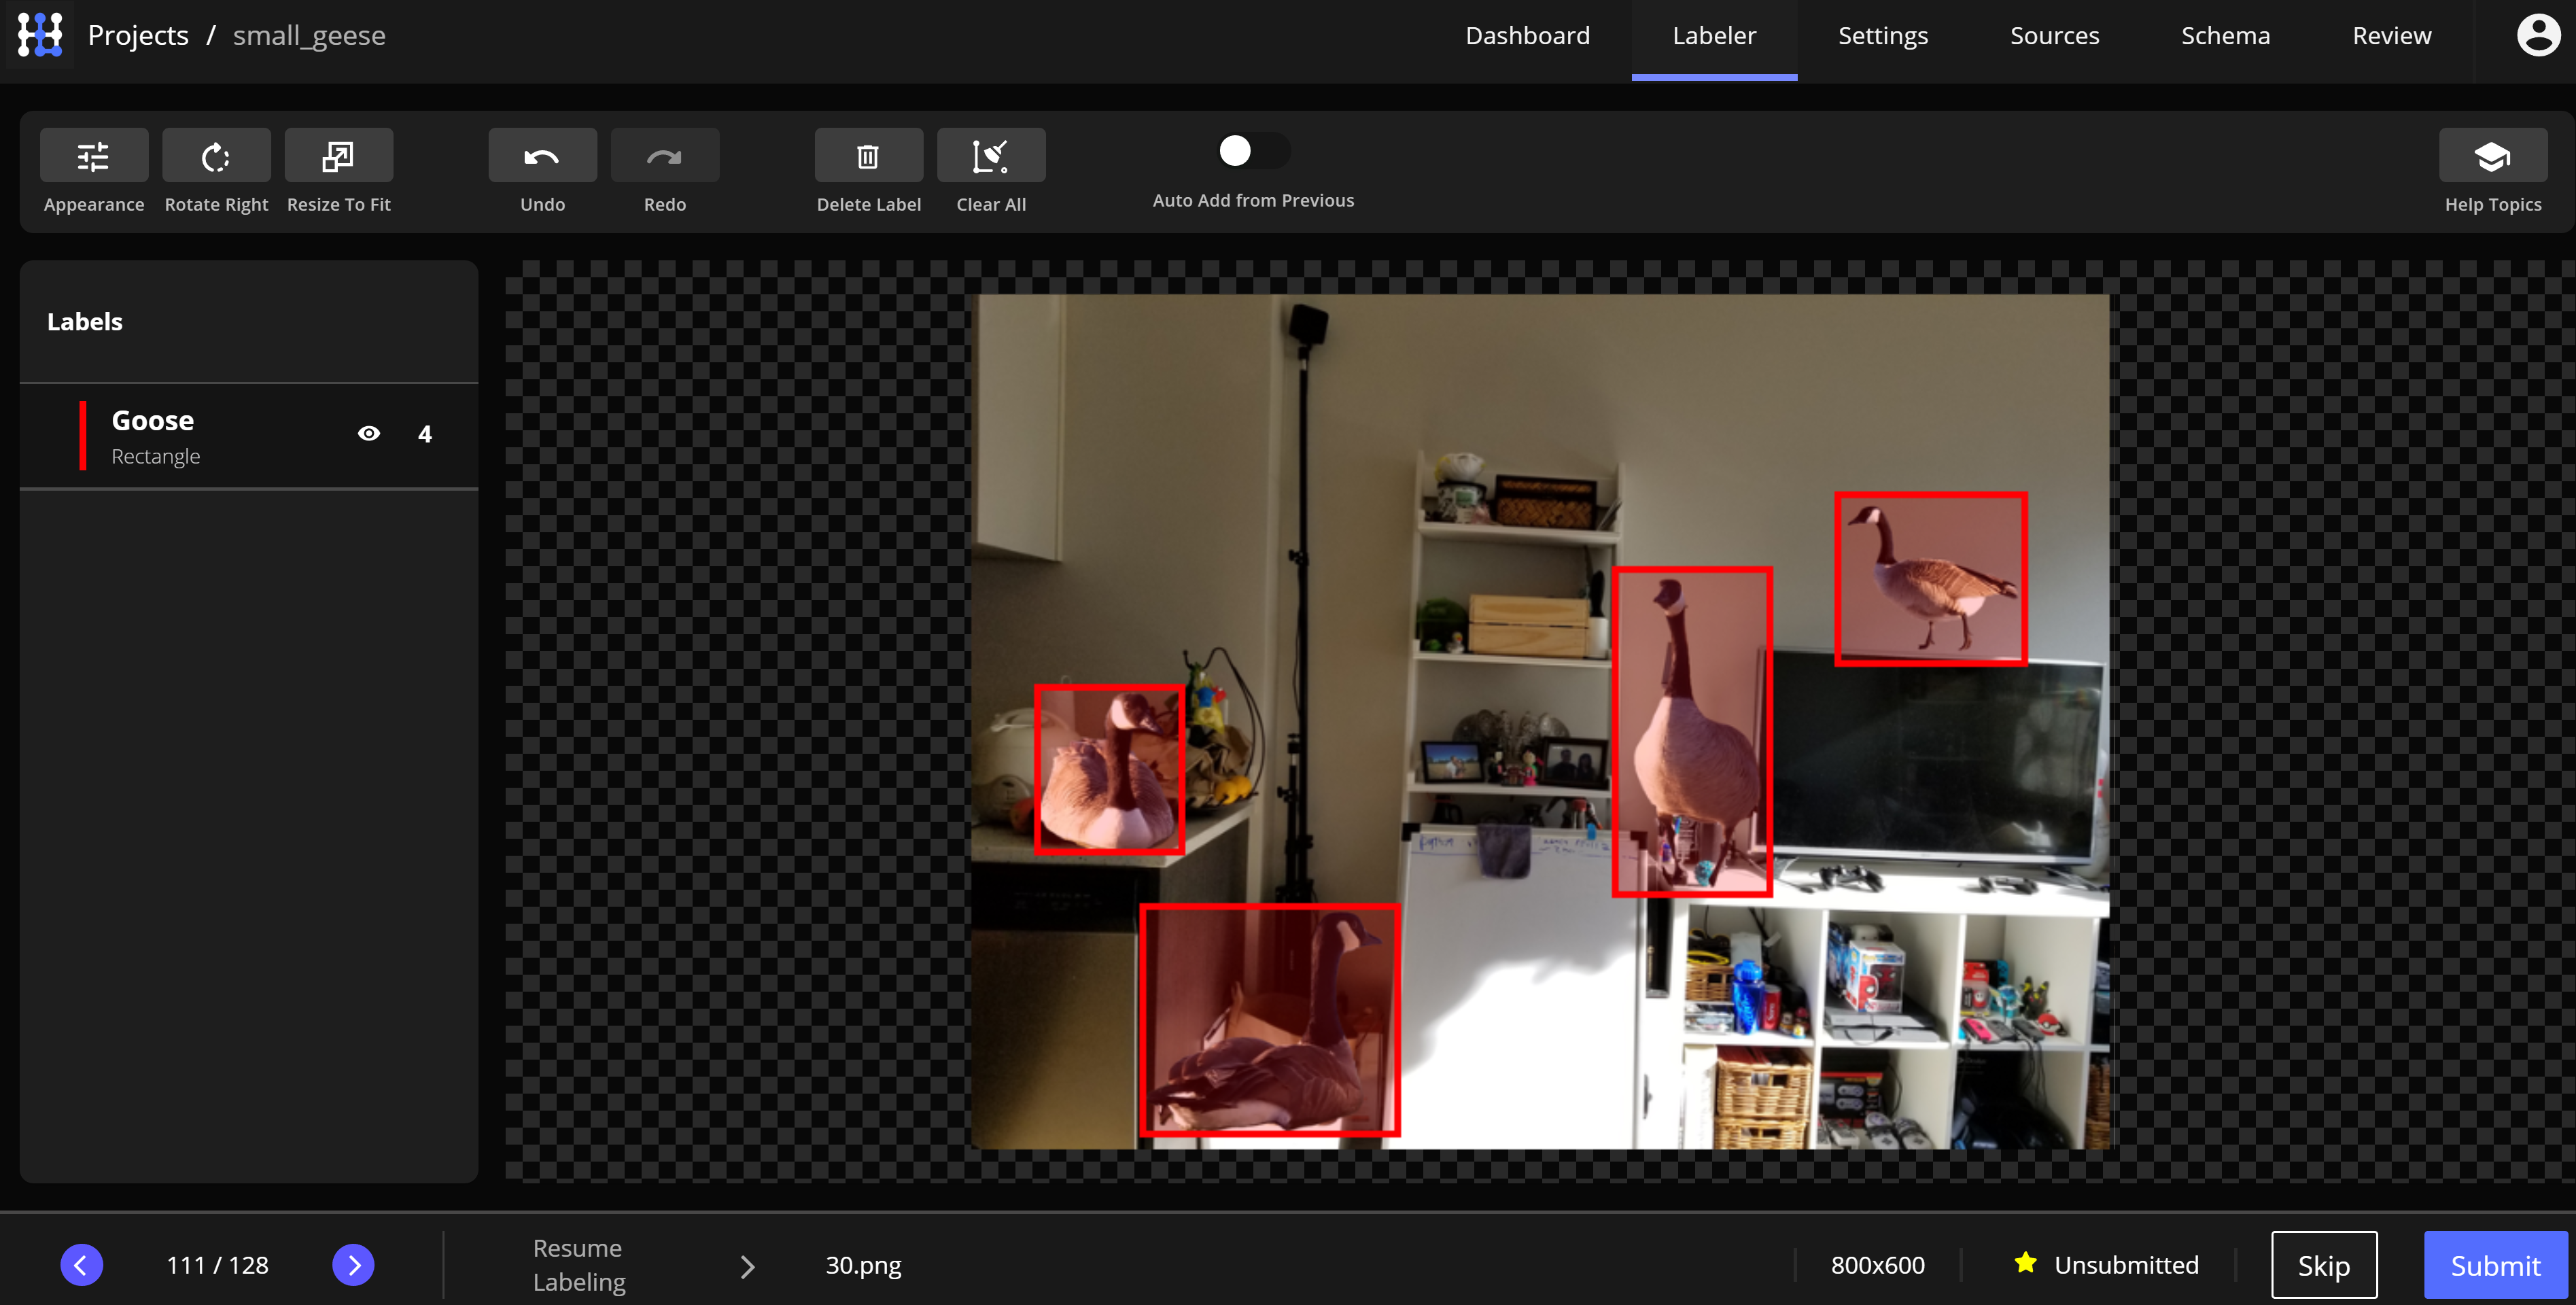 Projects / small_geese
Dashboard
Labeler
Settings
Sources
Schema
Review
Appearance
Rotate Right
Resize To Fit
Undo
Redo
Delete Label
Clear All
Auto Add from Previous
Help Topics
Labels
Goose
Rectangle
4
python
111 / 128
Resume
Labeling
30.png
800x600
Unsubmitted
Skip
Submit